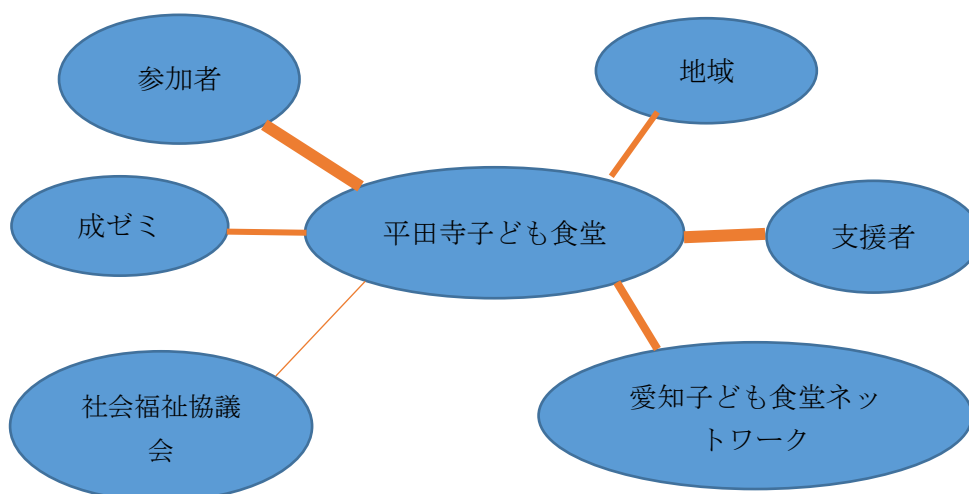 参加者
地域
成ゼミ
平田寺子ども食堂
支援者
社会福祉協議
会
愛知子ども食堂ネッ
トワーク